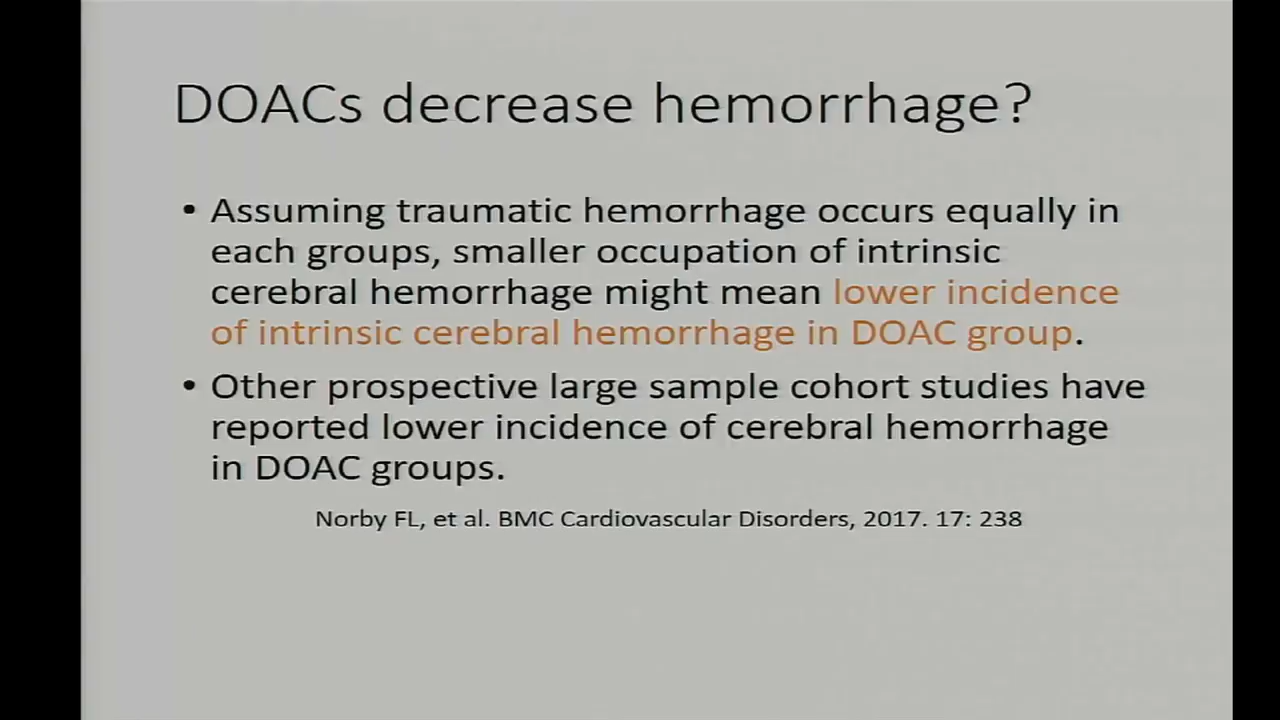 DOACs decrease hemorrhage?
• Assuming traumatic hemorrhage occurs equally in
each groups, smaller occupation of intrinsic
cerebral hemorrhage might mean lower incidence
of intrinsic cerebral hemorrhage in DOAC group.
• Other prospective large sample cohort studies have
reported lower incidence of cerebral hemorrhage
in DOAC groups.
Norby FL, et al. BMC Cardiovascular Disorders, 2017. 17: 238